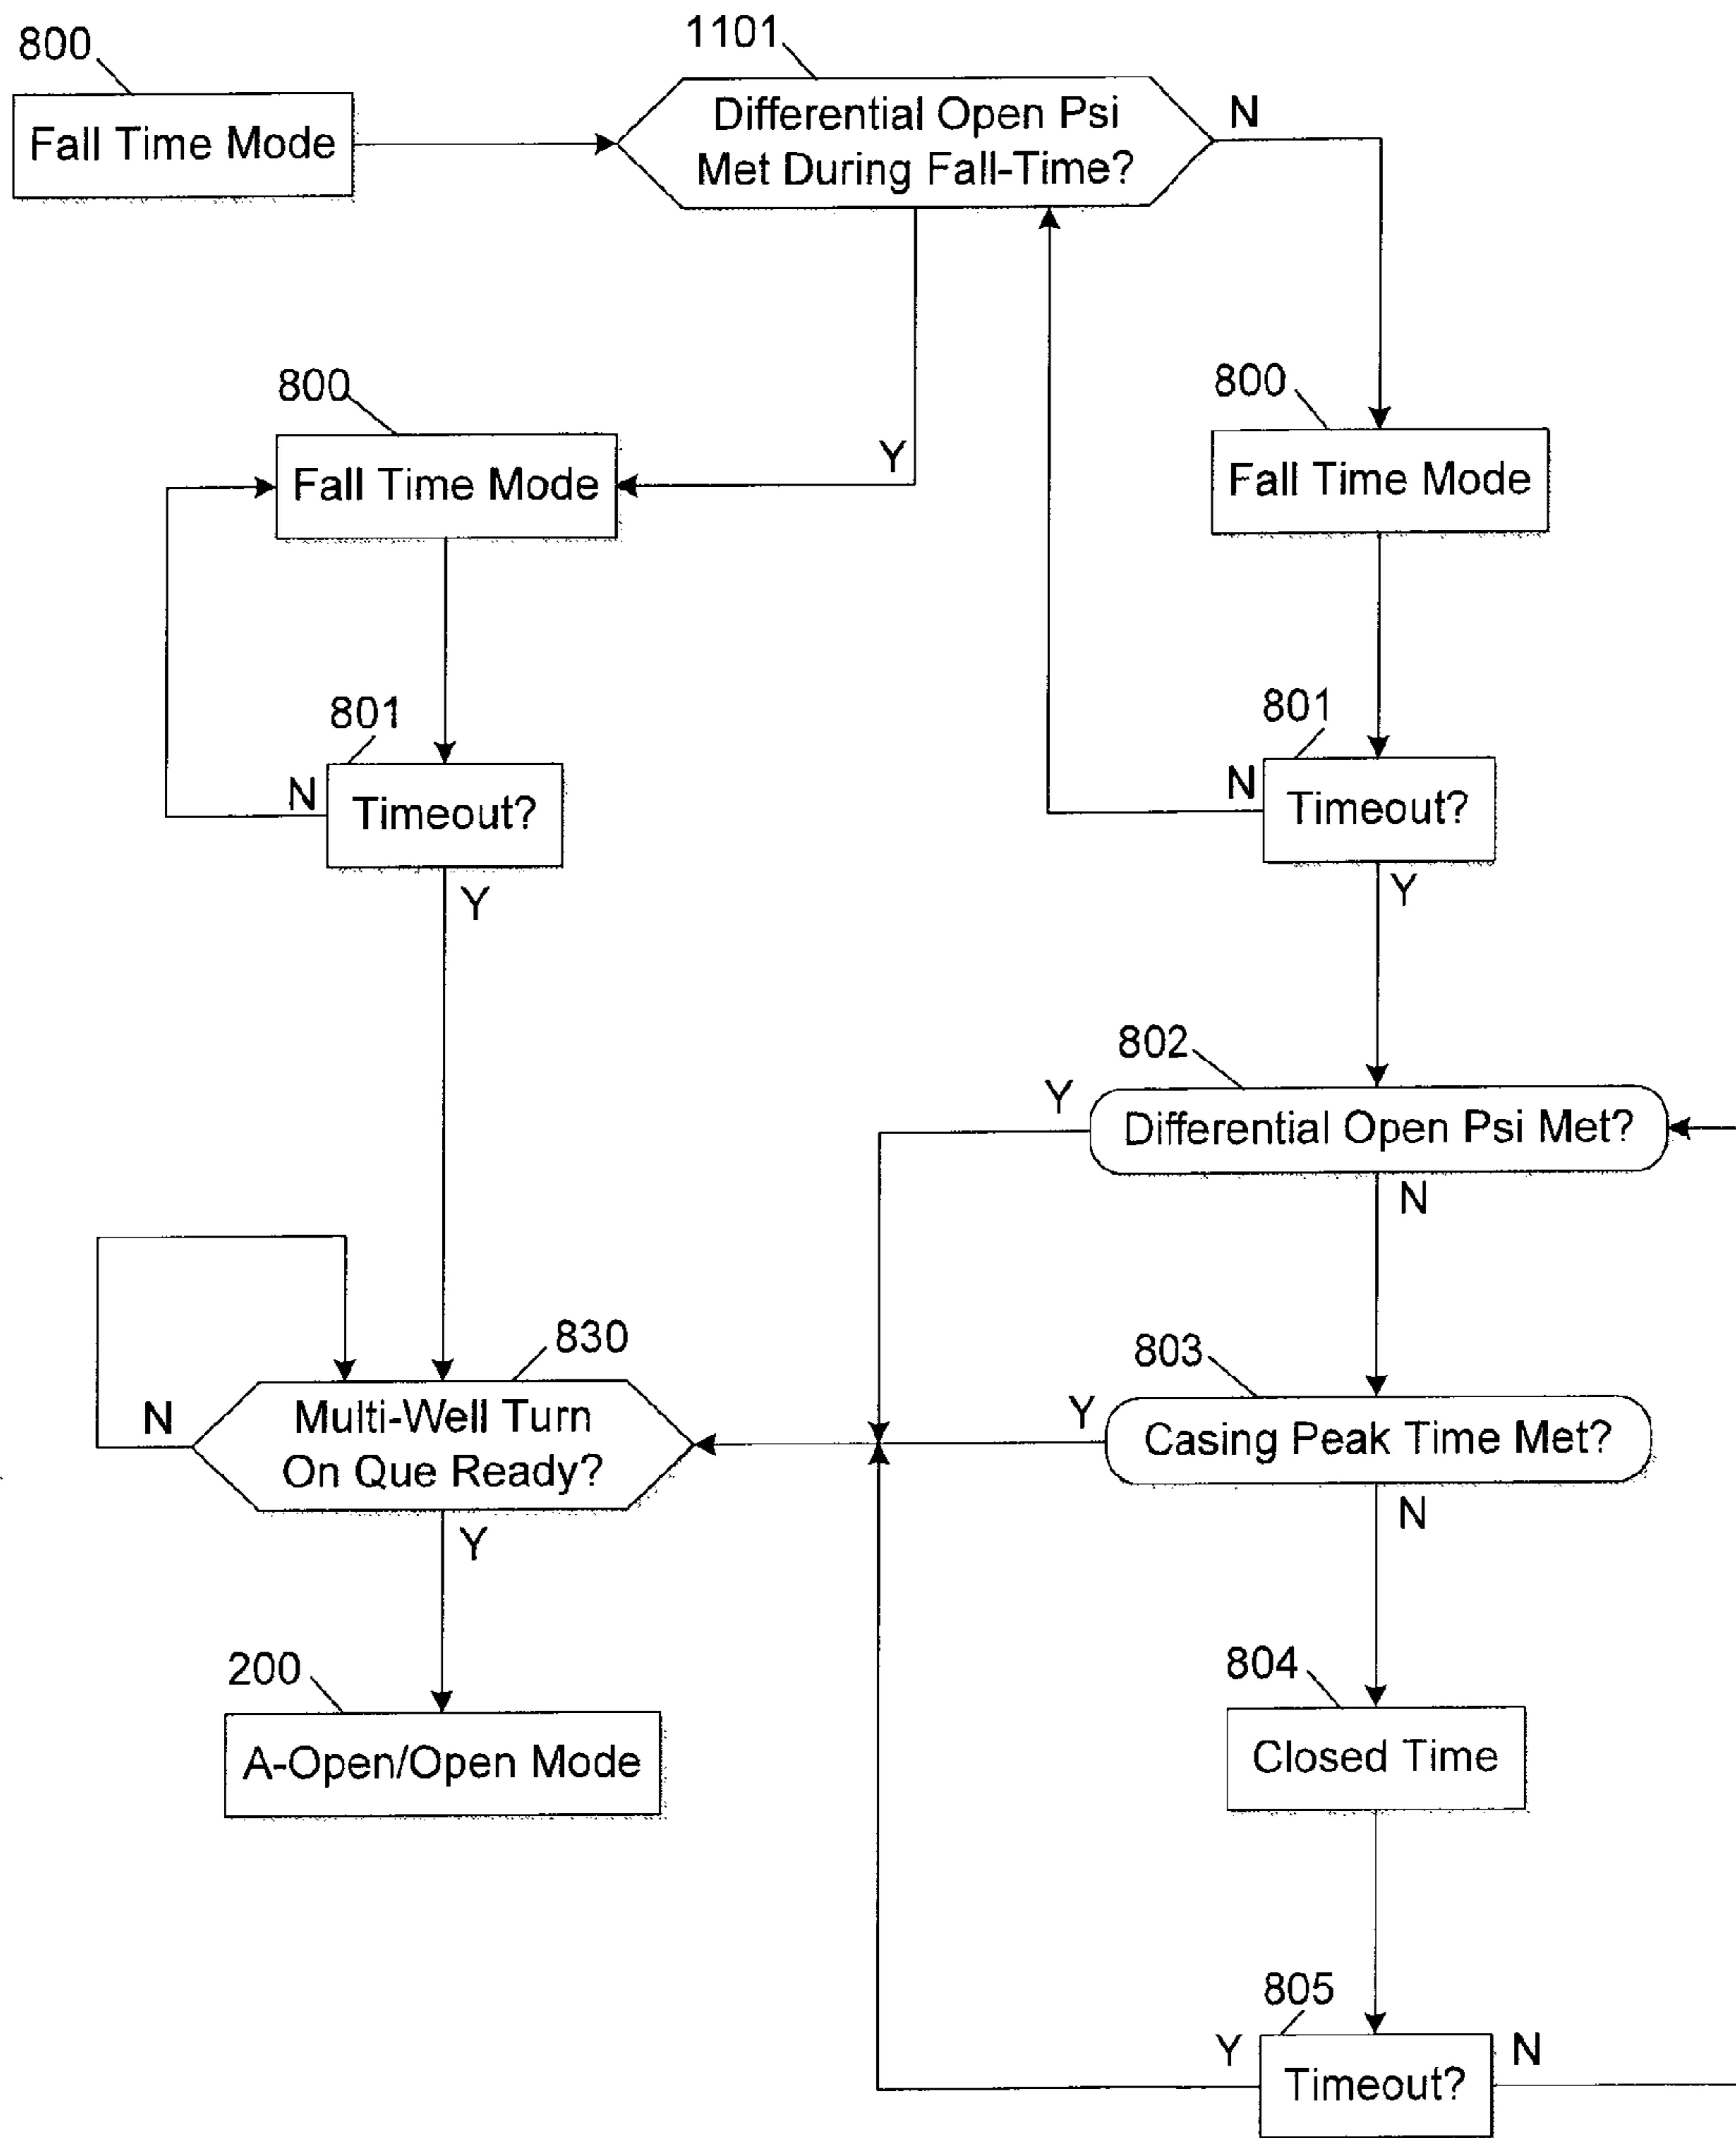 800
1101
Fall Time Mode
Differential Open Psi
Met During Fall-Time?
N
800
800
Fall Time Mode
Y
Fall Time Mode
801
801
N
Timeout?
N
Timeout?
Y
Y
802
Y
Differential Open Psi Met?
N
830
803
N
Multi-Well Turn
On Que Ready?
Y
Casing Peak Time Met?
Y
N
200
804
A-Open/Open Mode
Closed Time
805
Y
Timeout?
N